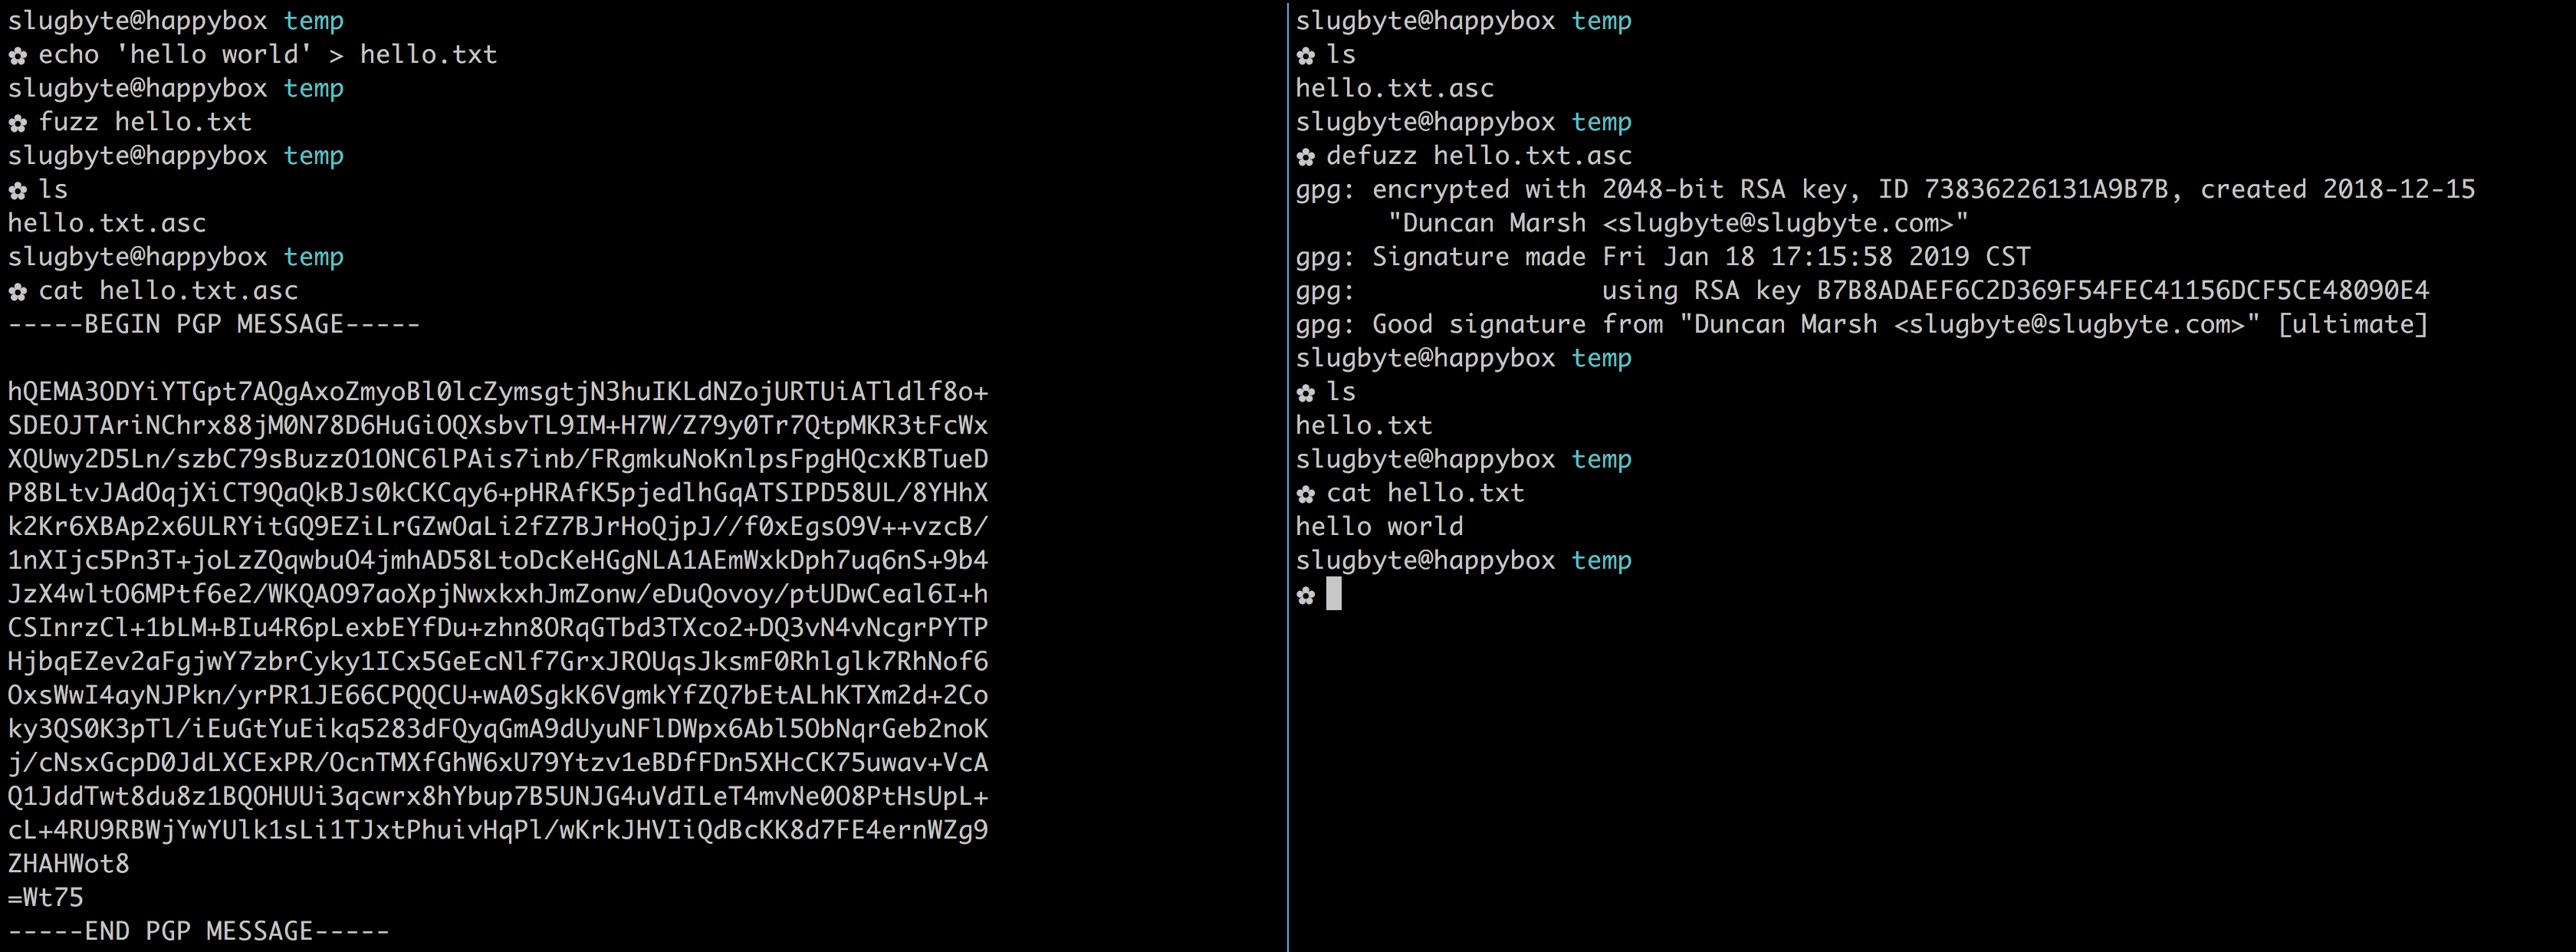 slugbyte@happybox temp
✿ echo 'hello world' > hello.txt
slugbyte@happybox temp
✿ fuzz hello.txt
slugbyte@happybox temp
✿ ls
hello.txt.asc
slugbyte@happybox temp
✿ cat hello.txt.asc
-----BEGIN PGP MESSAGE-----

hQEMA3ODYiYTGpt7AQgAxoZmyoBl0lcZymsgtjN3huIKLdNZojURTUiATldlf8o+
SDEOJTAriNChrx88jM0N78D6HuGiOQXsbvTL9IM+H7W/Z79y0Tr7QtpMKR3tFcWx
XQUwy2D5Ln/szbC79sBuzzO1ONC6lPAis7inb/FRgmkuNoKnlpsFpgHQcxKBTueD
P8BLtvJAdOqjXiCT9QaQkBJs0kCKCqy6+pHRAfK5pjedlhGqATSIPD58UL/8YHhX
k2Kr6XBAp2x6ULRYitGQ9EZiLrGZwOaLi2fZ7BJrHoQjpJ//f0xEgsO9V++vzcB/
1nXIjc5Pn3T+joLzZQqwbuO4jmhAD58LtoDcKeHGgNLA1AEmWxkDph7uq6nS+9b4
JzX4wltO6MPtf6e2/WKQAO97aoXpjNwxkxhJmZonw/eDuQovoy/ptUDwCeal6I+h
CSInrzCl+1bLM+BIu4R6pLexbEYfDu+zhn8ORqGTbd3TXco2+DQ3vN4vNcgrPYTP
HjbqEZev2aFgjwY7zbrCyky1ICx5GeEcNlf7GrxJROUqsJksmF0Rhlglk7RhNof6
OxsWwI4ayNJPkn/yrPR1JE66CPQQCU+wA0SgkK6VgmkYfZQ7bEtALhKTXm2d+2Co
ky3QS0K3pTl/iEuGtYuEikq5283dFQyqGmA9dUyuNFlDWpx6Abl5ObNqrGeb2noK
j/cNsxGcpD0JdLXCExPR/OcnTMXfGhW6xU79Ytzv1eBDfFDn5XHcCK75uwav+VcA
Q1JddTwt8du8z1BQOHUUi3qcwrx8hYbup7B5UNJG4uVdILeT4mvNe0O8PtHsUpL+
cL+4RU9RBWjYwYUlk1sLi1TJxtPhuivHqPl/wKrkJHVIiQdBcKK8d7FE4ernWZg9
ZHAHWot8
=Wt75
-----END PGP MESSAGE-----
slugbyte@happybox temp
✿ ls
hello.txt.asc
slugbyte@happybox temp
✿ defuzz hello.txt.asc
gpg: encrypted with 2048-bit RSA key, ID 73836226131A9B7B, created 2018-12-15
      "Duncan Marsh <slugbyte@slugbyte.com>"
gpg: Signature made Fri Jan 18 17:15:58 2019 CST
gpg:                using RSA key B7B8ADAEF6C2D369F54FEC41156DCF5CE48090E4
gpg: Good signature from "Duncan Marsh <slugbyte@slugbyte.com>" [ultimate]
slugbyte@happybox temp
✿ ls
hello.txt
slugbyte@happybox temp
✿ cat hello.txt
hello world
slugbyte@happybox temp
✿